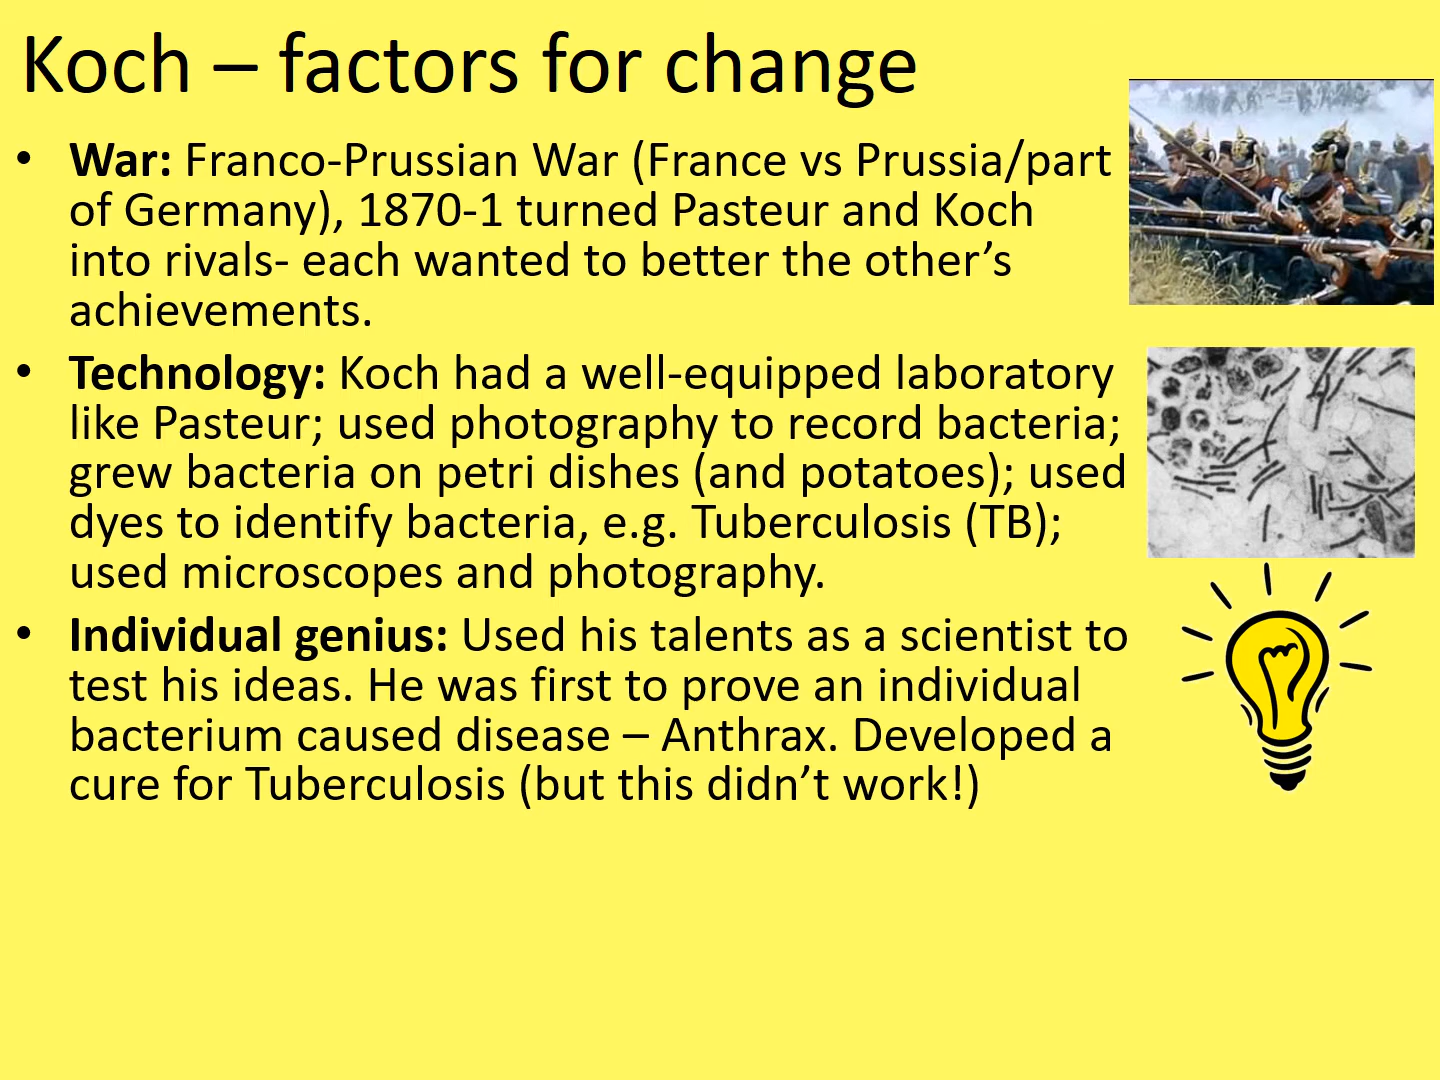 Koch – factors for change
• War: Franco-Prussian War (France vs Prussia/part
of Germany), 1870-1 turned Pasteur and Koch
into rivals- each wanted to better the other’s
achievements.
• Technology: Koch had a well-equipped laboratory
like Pasteur; used photography to record bacteria;
grew bacteria on petri dishes (and potatoes); used
dyes to identify bacteria, e.g. Tuberculosis (TB);
used microscopes and photography.
• Individual genius: Used his talents as a scientist to
test his ideas. He was first to prove an individual
bacterium caused disease – Anthrax. Developed a
cure for Tuberculosis (but this didn’t work!)